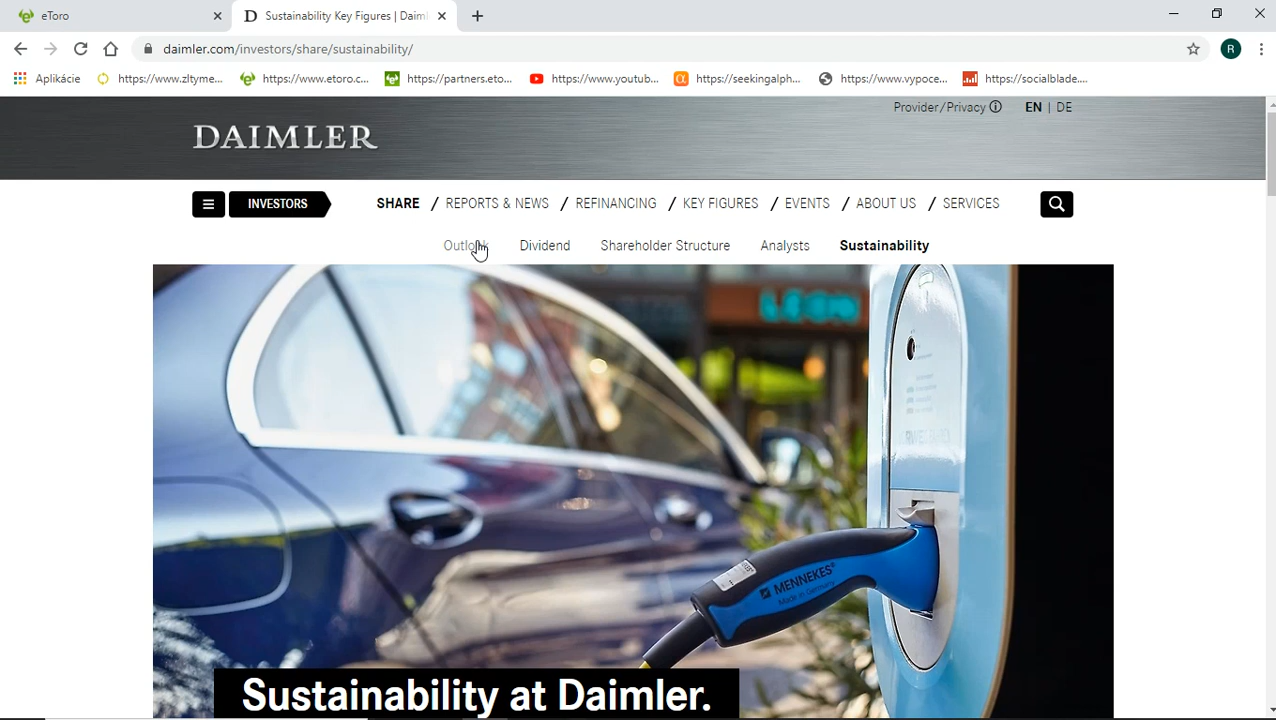 eToro
D Sustainability Key Figures | Daiml
daimler.com/investors/share/sustainability/
R
Aplikácie https://www.zltyme... https://www.etoro.c... https://partners.eto... https://www.youtub... https://seekingalph... https://www.vypoce... https://socialblade....
Provider/Privacy EN | DE
DAIMLER
INVESTORS SHARE / REPORTS & NEWS / REFINANCING / KEY FIGURES / EVENTS / ABOUT US / SERVICES
Outlook Dividend Shareholder Structure Analysts Sustainability
MENNEKES®
Made in Germany
Sustainability at Daimler.